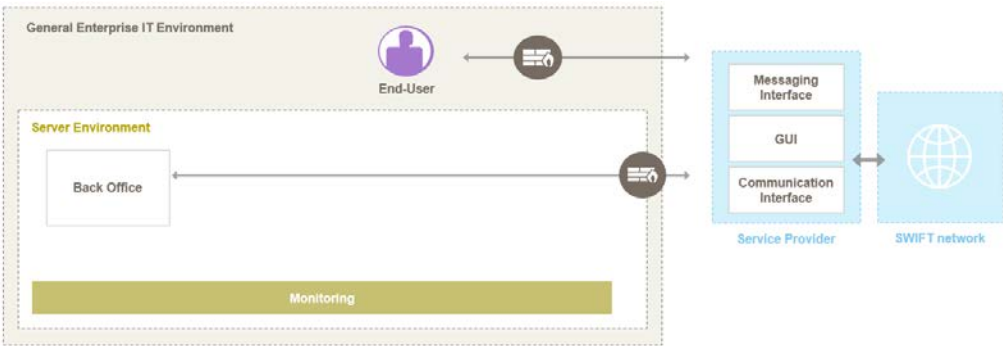 General Enterprise IT Environment
End-User
Server Environment
Back Office
Monitoring
Messaging
Interface
GUI
Communication
Interface
Service Provider
SWIFT network